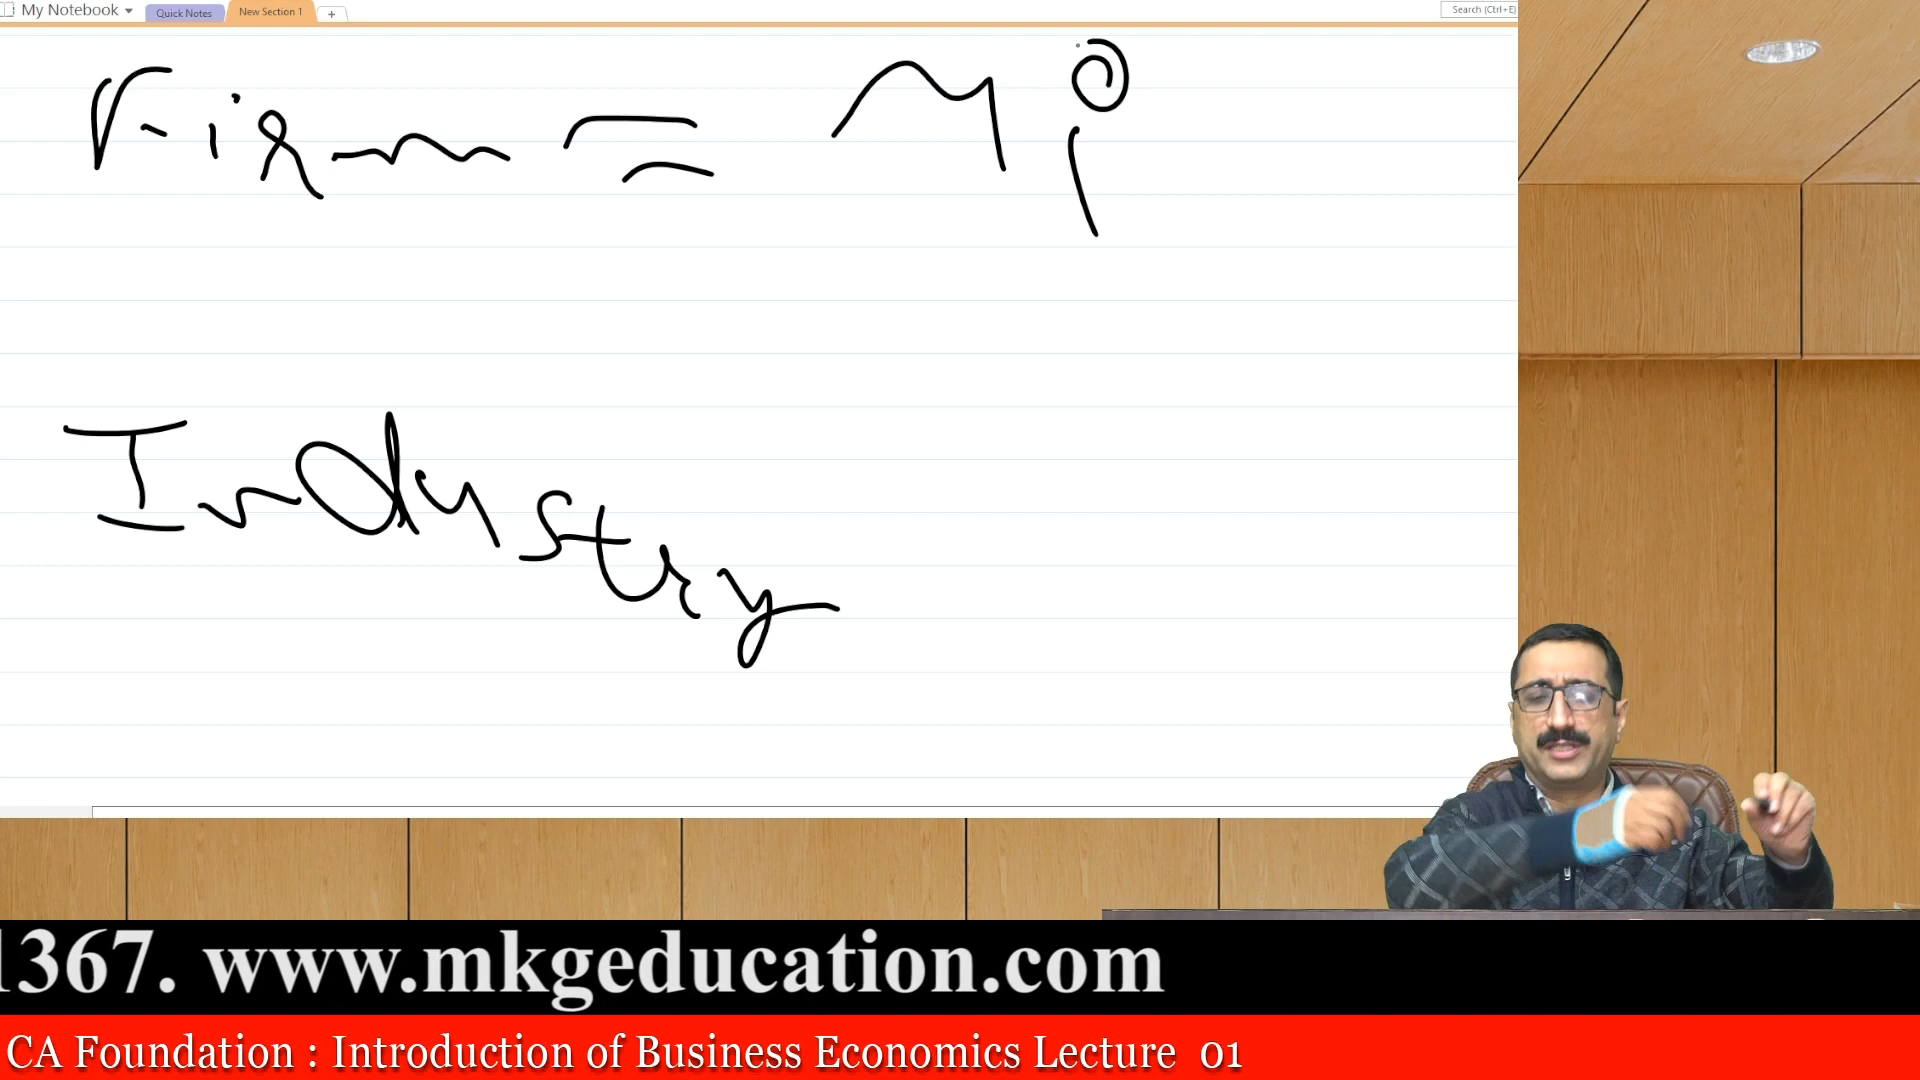 My Notebook Quick Notes New Section 1 + Search (Ctrl+E)
Firm = Mi
Industry
1367. www.mkgeducation.com
CA Foundation : Introduction of Business Economics Lecture 01